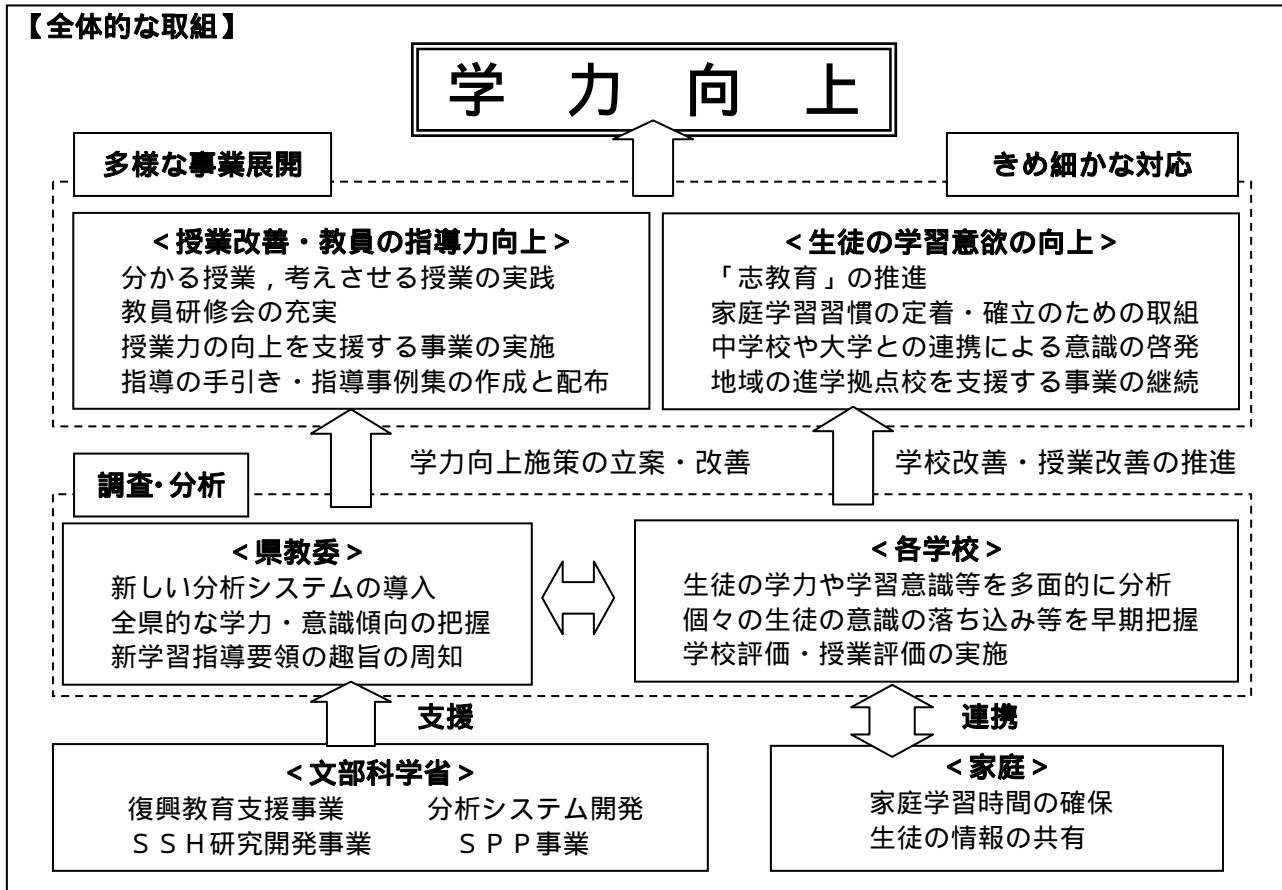 【全体的な取組】
学 力 向 上
多様な事業展開
きめ細かな対応
＜授業改善・教員の指導力向上＞
分かる授業，考えさせる授業の実践
教員研修会の充実
授業力の向上を支援する事業の実施
指導の手引き・指導事例集の作成と配布
＜生徒の学習意欲の向上＞
「志教育」の推進
家庭学習習慣の定着・確立のための取組
中学校や大学との連携による意識の啓発
地域の進学拠点校を支援する事業の継続
学力向上施策の立案・改善
学校改善・授業改善の推進
調査・分析
＜県教委＞
新しい分析システムの導入
全県的な学力・意識傾向の把握
新学習指導要領の趣旨の周知
＜各学校＞
生徒の学力や学習意識等を多面的に分析
個々の生徒の意識の落ち込み等を早期把握
学校評価・授業評価の実施
支援
連携
＜文部科学省＞
復興教育支援事業 分析システム開発
ＳＳＨ研究開発事業 ＳＰＰ事業
＜家庭＞
家庭学習時間の確保
生徒の情報の共有